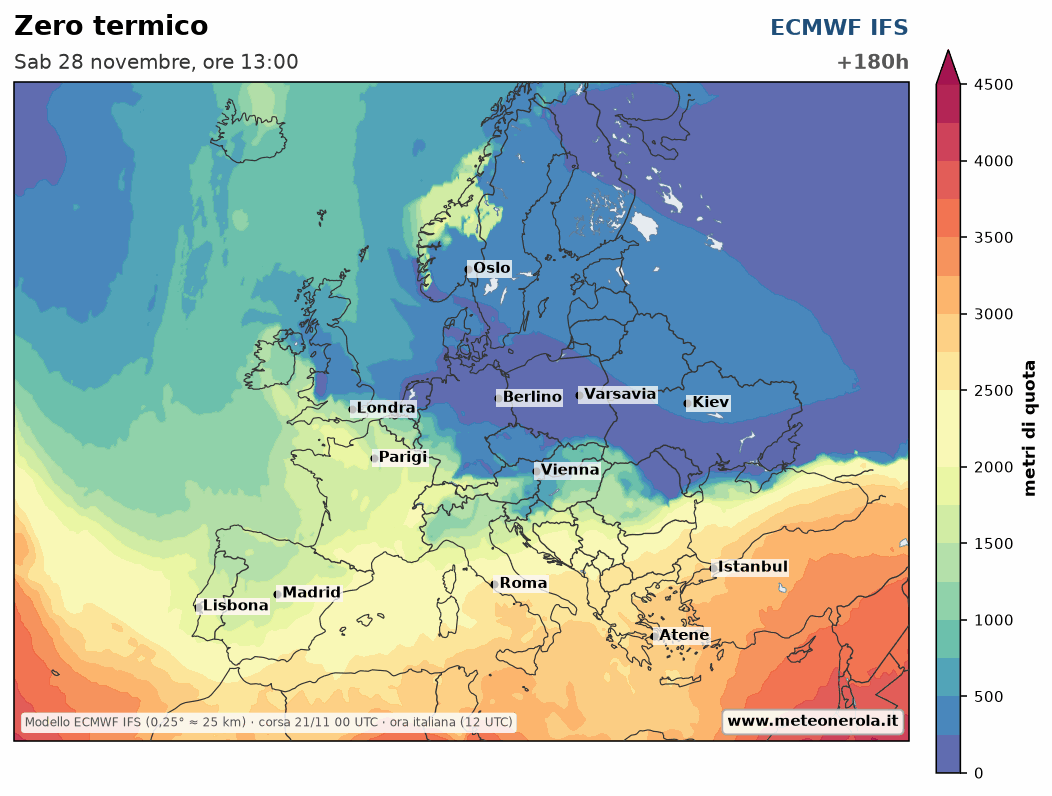 Zero termico
ECMWF IFS
Sab 28 novembre, ore 13:00
+180h
4500
4000
3500
3000
2500
2000
1500
1000
500
0
metri di quota
Oslo
Berlino
Varsavia
Kiev
Londra
Parigi
Vienna
Istanbul
Roma
Madrid
Lisbona
Atene
Modello ECMWF IFS (0,25° ≈ 25 km) · corsa 21/11 00 UTC · ora italiana (12 UTC)
www.meteonerola.it